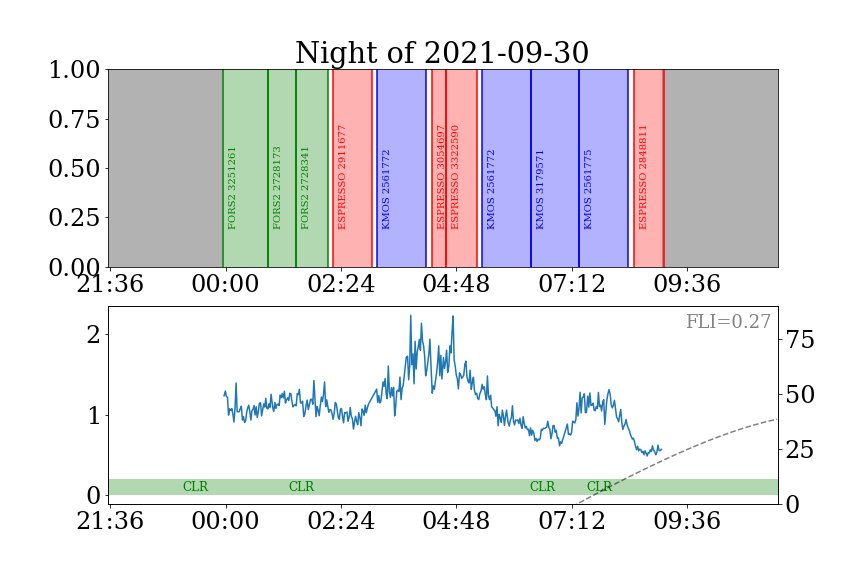 Night of 2021-09-30
1.00
0.75
0.50
0.25
0.00
FORS2 3251261
FORS2 2728173
FORS2 2728341
ESPRESSO 2911677
KMOS 2561772
ESPRESSO 3054697
ESPRESSO 3322590
KMOS 2561772
KMOS 3179571
KMOS 2561775
ESPRESSO 2848811
21:36 00:00 02:24 04:48 07:12 09:36
FLI=0.27
2
1
0
75
50
25
0
CLR CLR CLR CLR
21:36 00:00 02:24 04:48 07:12 09:36